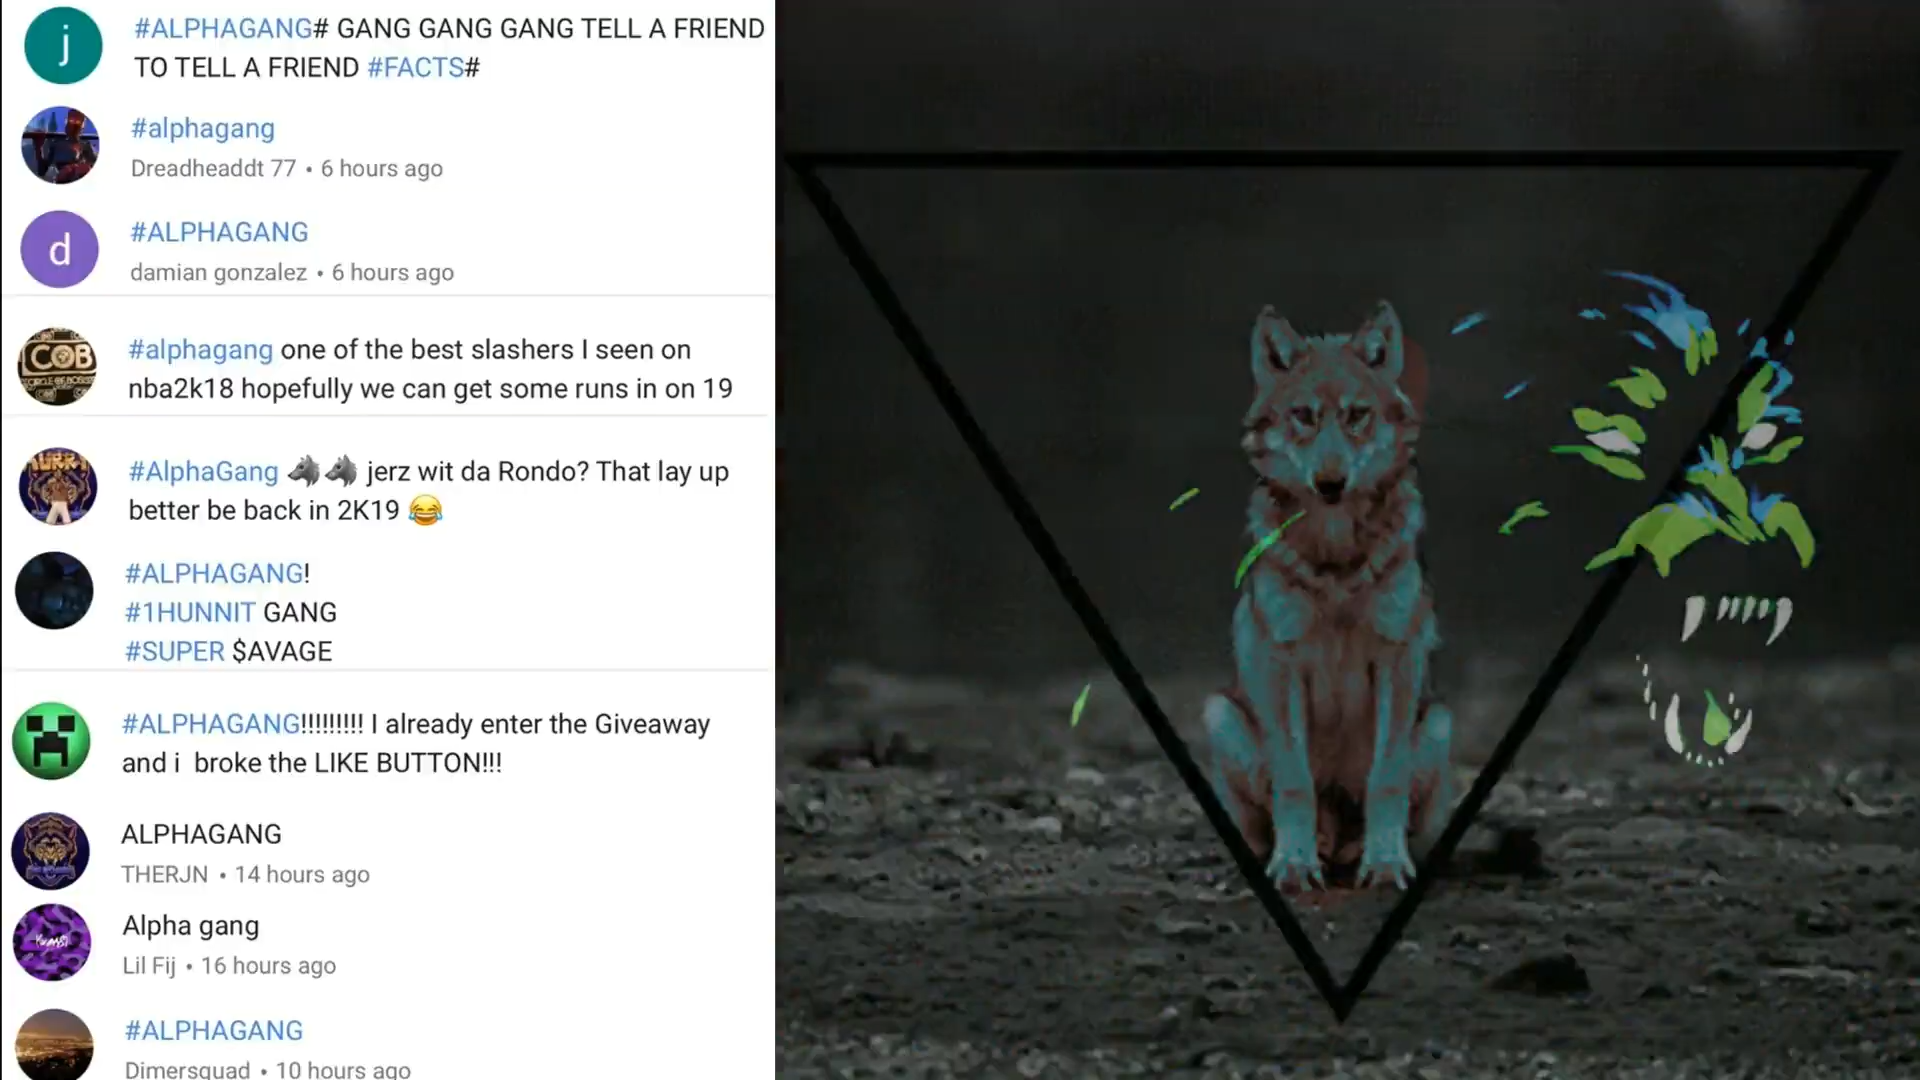 j
#ALPHAGANG# GANG GANG GANG TELL A FRIEND
TO TELL A FRIEND #FACTS#
#alphagang
Dreadheaddt 77 • 6 hours ago
d
#ALPHAGANG
damian gonzalez • 6 hours ago
COB
#alphagang one of the best slashers I seen on
nba2k18 hopefully we can get some runs in on 19
#AlphaGang 🐺🐺 jerz wit da Rondo? That lay up
better be back in 2K19 😂
#ALPHAGANG!
#1HUNNIT GANG
#SUPER $AVAGE
#ALPHAGANG!!!!!!!!! I already enter the Giveaway
and i  broke the LIKE BUTTON!!!
ALPHAGANG
THERJN • 14 hours ago
Alpha gang
Lil Fij • 16 hours ago
#ALPHAGANG
Dimersquad • 10 hours ago